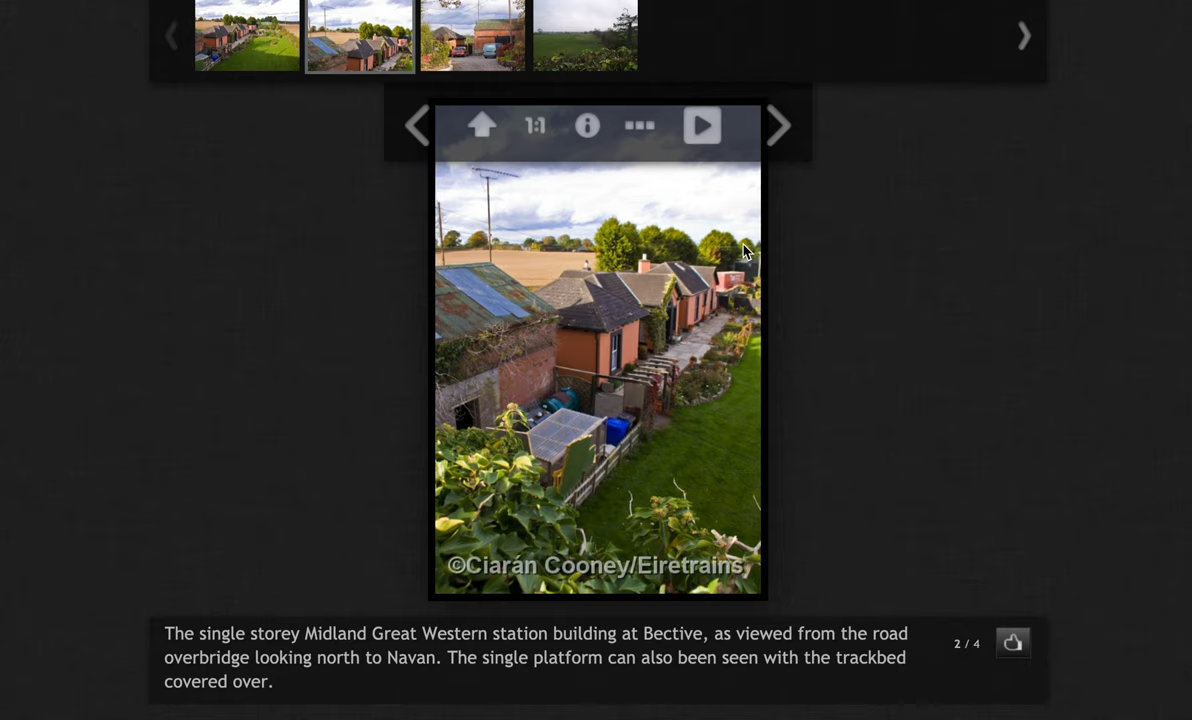 1:1
©Ciarán Cooney/Eiretrains
The single storey Midland Great Western station building at Bective, as viewed from the road
overbridge looking north to Navan. The single platform can also been seen with the trackbed
covered over.
2 / 4